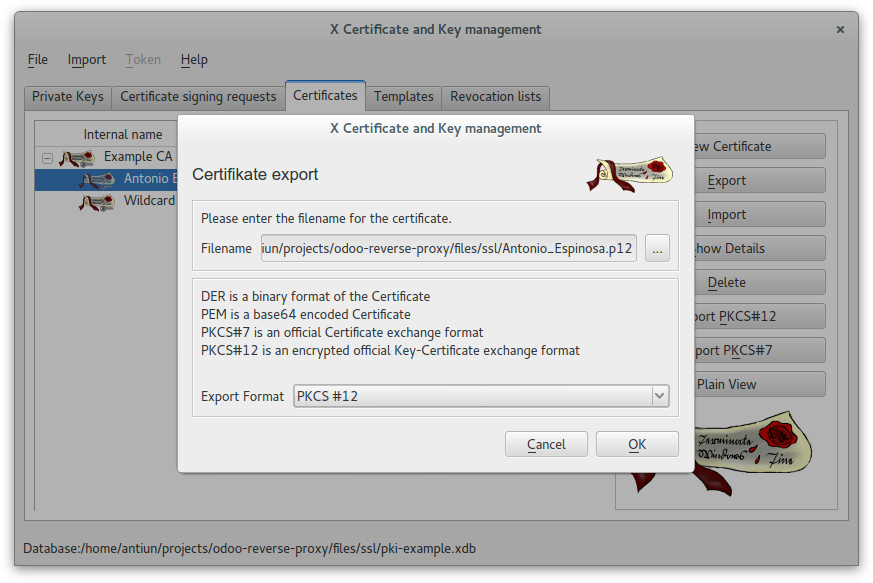 X Certificate and Key management
×
File Import Token Help
Private Keys Certificate signing requests Certificates Templates Revocation lists
Internal name
Example CA
Antonio
Wildcard
Certificate
Export
Import
Details
Delete
PKCS#12
PKCS#7
Plain View
X Certificate and Key management
Certifikate export
Please enter the filename for the certificate.
Filename iun/projects/odoo-reverse-proxy/files/ssl/Antonio_Espinosa.p12 ...
DER is a binary format of the Certificate
PEM is a base64 encoded Certificate
PKCS#7 is an official Certificate exchange format
PKCS#12 is an encrypted official Key-Certificate exchange format
Export Format PKCS #12
Cancel OK
Database:/home/antiun/projects/odoo-reverse-proxy/files/ssl/pki-example.xdb